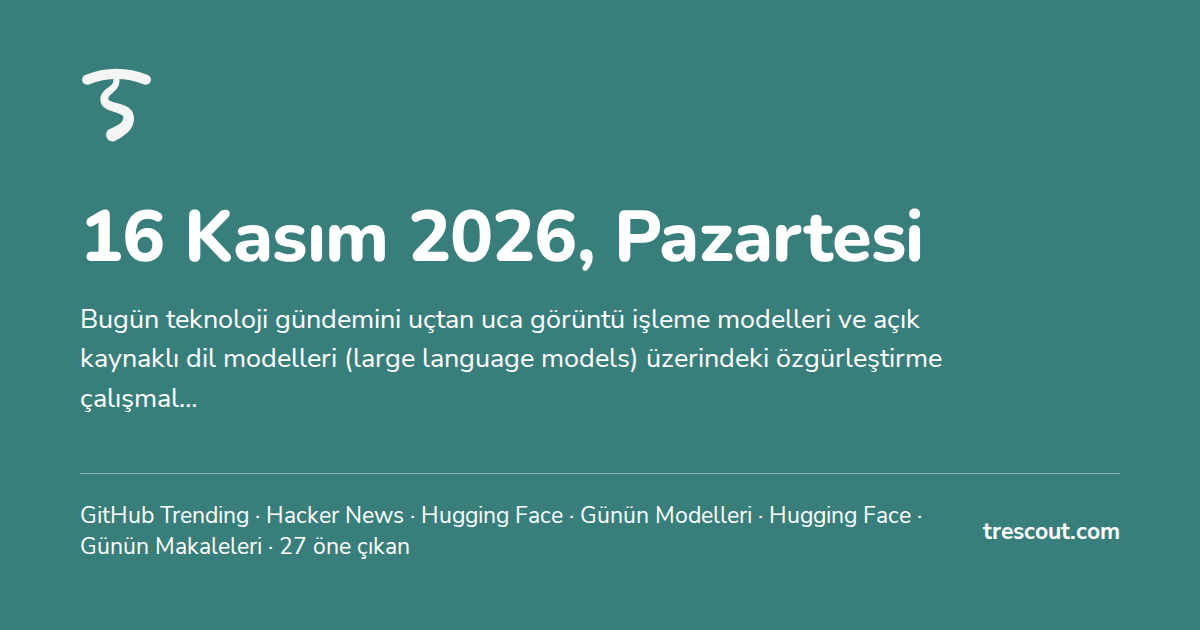 16 Kasım 2026, Pazartesi
Bugün teknoloji gündemini uçtan uca görüntü işleme modelleri ve açık
kaynaklı dil modelleri (large language models) üzerindeki özgürleştirme
çalışmal...
GitHub Trending · Hacker News · Hugging Face · Günün Modelleri · Hugging Face ·
Günün Makaleleri · 27 öne çıkan
trescout.com